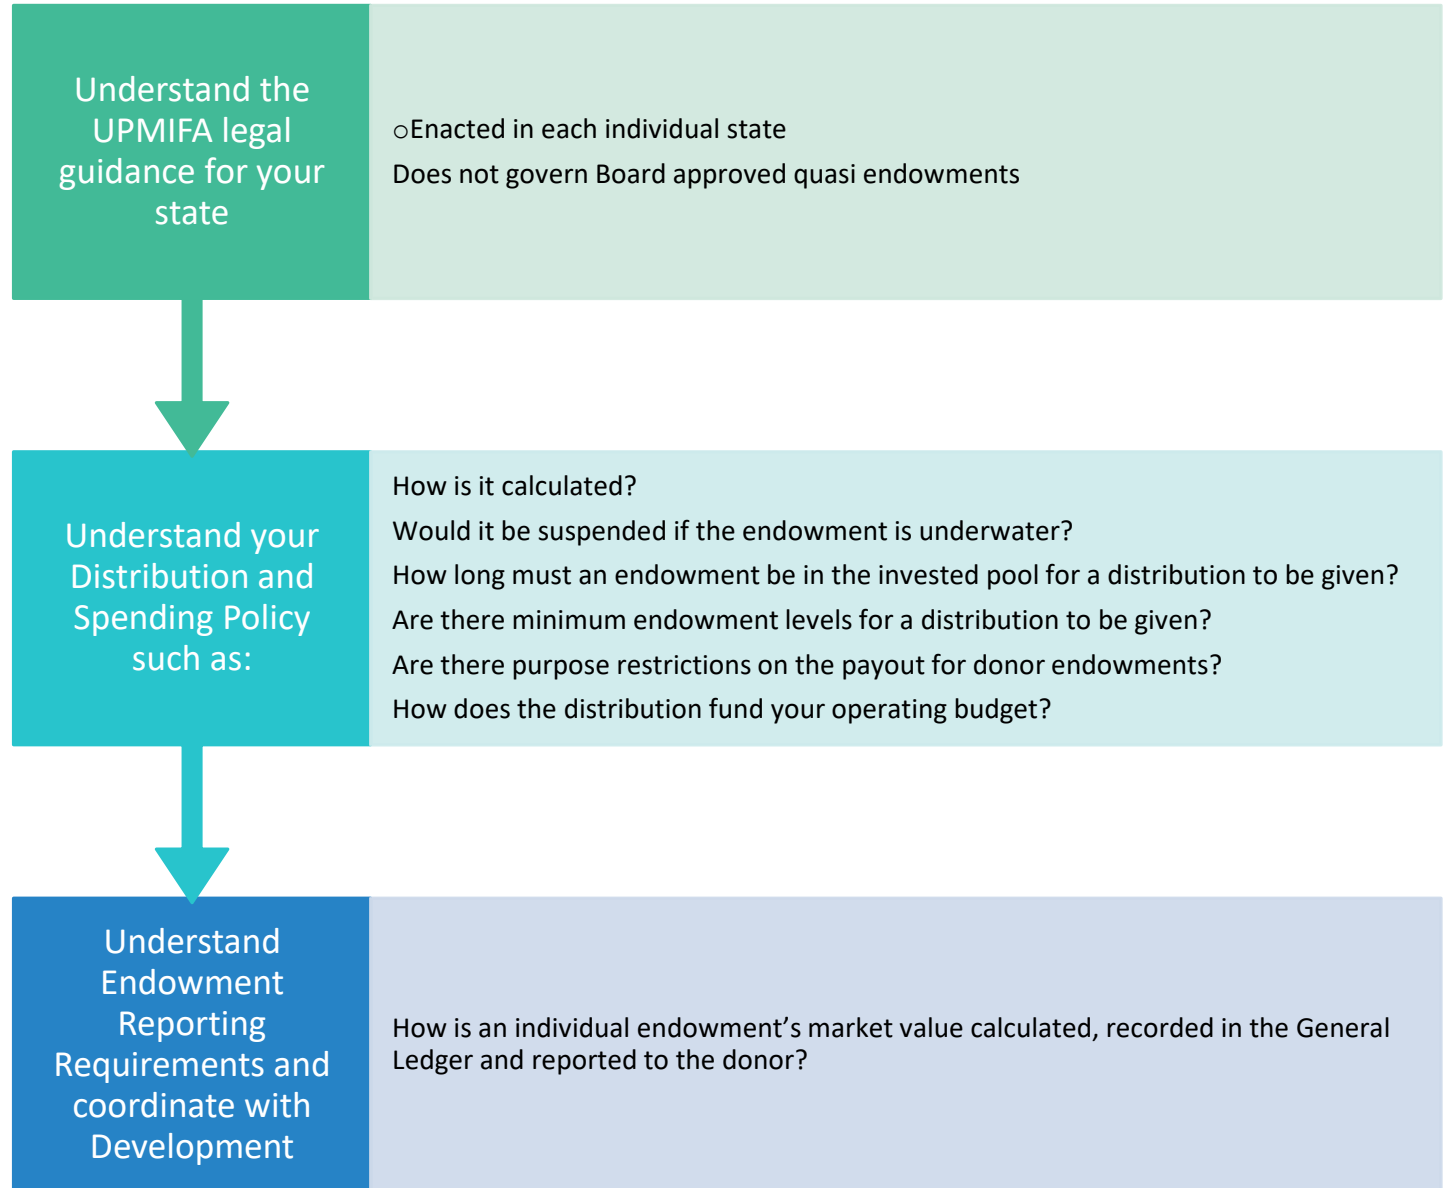 Understand the
UPMIFA legal
guidance for your
state
oEnacted in each individual state
Does not govern Board approved quasi endowments
Understand your
Distribution and
Spending Policy
such as:
How is it calculated?
Would it be suspended if the endowment is underwater?
How long must an endowment be in the invested pool for a distribution to be given?
Are there minimum endowment levels for a distribution to be given?
Are there purpose restrictions on the payout for donor endowments?
How does the distribution fund your operating budget?
Understand
Endowment
Reporting
Requirements and
coordinate with
Development
How is an individual endowment’s market value calculated, recorded in the General
Ledger and reported to the donor?